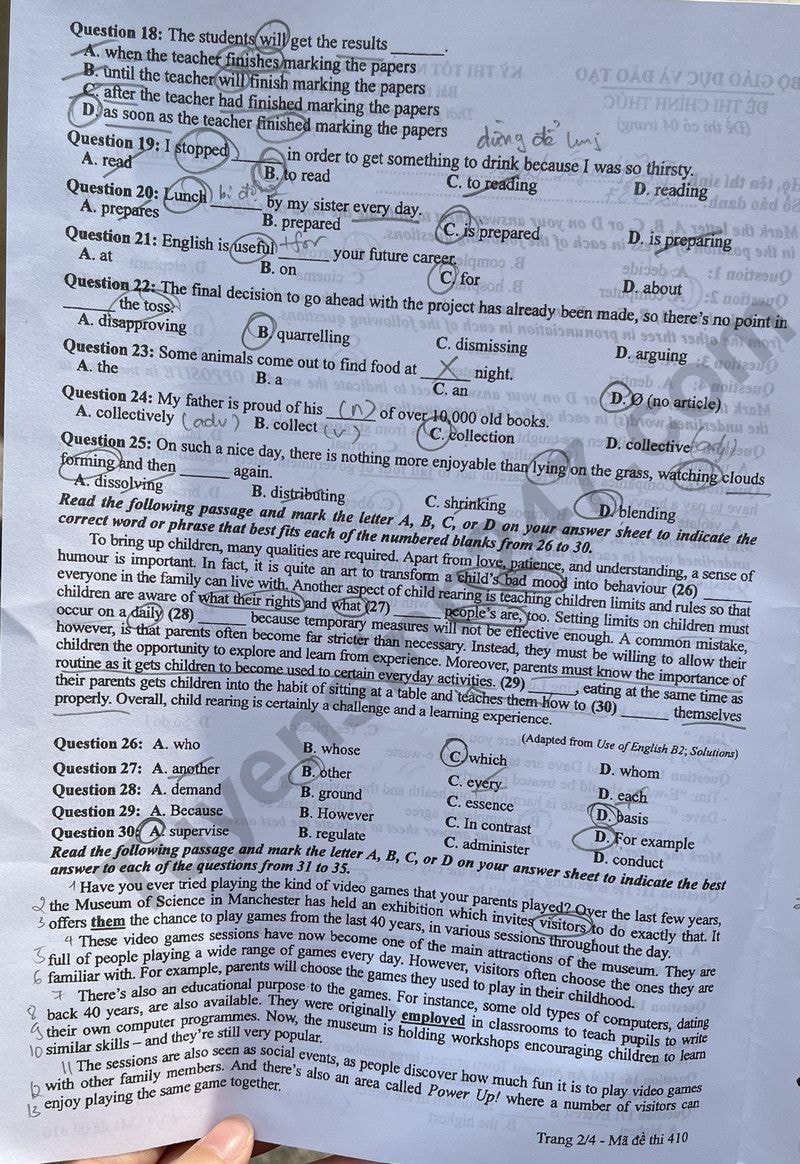 Question 18: The students will get the results ______.
A. when the teacher finishes marking the papers
B. until the teacher will finish marking the papers
C. after the teacher had finished marking the papers
D. as soon as the teacher finished marking the papers
Question 19: I stopped ______ in order to get something to drink because I was so thirsty.
A. read B. to read C. to reading D. reading
Question 20: Lunch ______ by my sister every day.
A. prepares B. prepared C. is prepared D. is preparing
Question 21: English is useful ______ your future career.
A. at B. on C. for D. about
Question 22: The final decision to go ahead with the project has already been made, so there's no point in
______ the toss.
A. disapproving B. quarrelling C. dismissing D. arguing
Question 23: Some animals come out to find food at ______ night.
A. the B. a C. an D. Ø (no article)
Question 24: My father is proud of his ______ (n) of over 10,000 old books.
A. collectively (adv) B. collect (v) C. collection D. collective (adj)
Question 25: On such a nice day, there is nothing more enjoyable than lying on the grass, watching clouds
forming and then ______ again.
A. dissolving B. distributing C. shrinking D. blending
Read the following passage and mark the letter A, B, C, or D on your answer sheet to indicate the
correct word or phrase that best fits each of the numbered blanks from 26 to 30.
To bring up children, many qualities are required. Apart from love, patience, and understanding, a sense of
humour is important. In fact, it is quite an art to transform a child's bad mood into behaviour (26) ______
everyone in the family can live with. Another aspect of child rearing is teaching children limits and rules so that
children are aware of what their rights and what (27) ______ people's are, too. Setting limits on children must
occur on a daily (28) ______ because temporary measures will not be effective enough. A common mistake,
however, is that parents often become far stricter than necessary. Instead, they must be willing to allow their
children the opportunity to explore and learn from experience. Moreover, parents must know the importance of
routine as it gets children to become used to certain everyday activities. (29) ______, eating at the same time as
their parents gets children into the habit of sitting at a table and teaches them how to (30) ______ themselves
properly. Overall, child rearing is certainly a challenge and a learning experience.
(Adapted from Use of English B2; Solutions)
Question 26: A. who B. whose C. which D. whom
Question 27: A. another B. other C. every D. each
Question 28: A. demand B. ground C. essence D. basis
Question 29: A. Because B. However C. In contrast D. For example
Question 30: A. supervise B. regulate C. administer D. conduct
Read the following passage and mark the letter A, B, C, or D on your answer sheet to indicate the best
answer to each of the questions from 31 to 35.
1 Have you ever tried playing the kind of video games that your parents played? Over the last few years,
2 the Museum of Science in Manchester has held an exhibition which invites visitors to do exactly that. It
3 offers them the chance to play games from the last 40 years, in various sessions throughout the day.
4 These video games sessions have now become one of the main attractions of the museum. They are
5 full of people playing a wide range of games every day. However, visitors often choose the ones they are
6 familiar with. For example, parents will choose the games they used to play in their childhood.
7 There's also an educational purpose to the games. For instance, some old types of computers, dating
8 back 40 years, are also available. They were originally employed in classrooms to teach pupils to write
9 their own computer programmes. Now, the museum is holding workshops encouraging children to learn
10 similar skills – and they're still very popular.
11 The sessions are also seen as social events, as people discover how much fun it is to play video games
12 with other family members. And there's also an area called Power Up! where a number of visitors can
13 enjoy playing the same game together.
Trang 2/4 - Mã đề thi 410